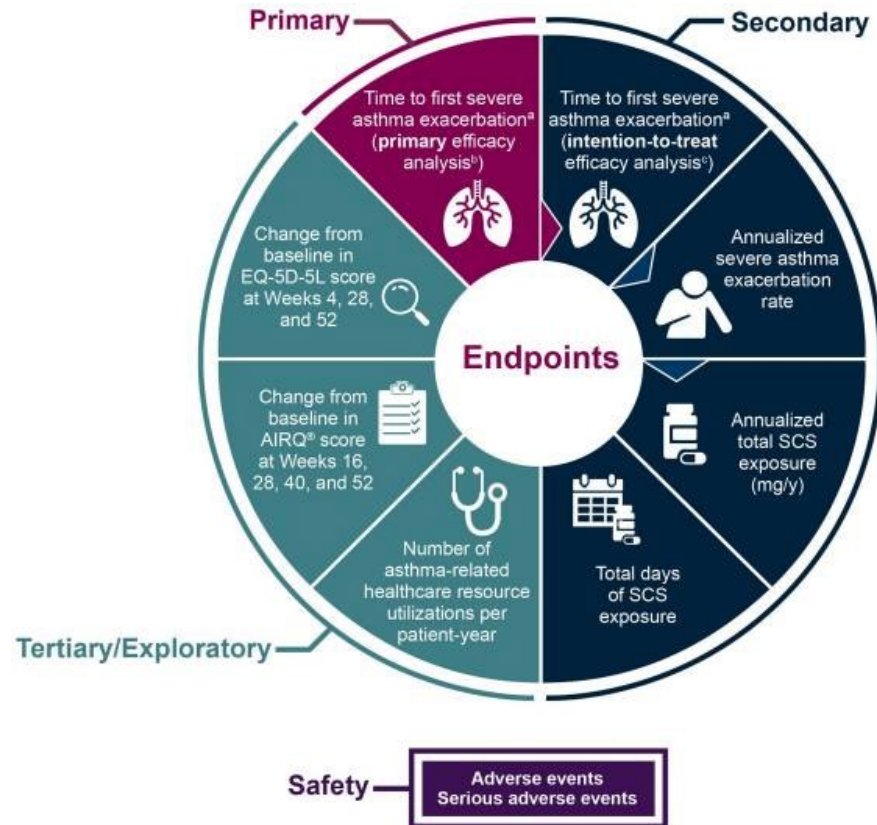 Primary
Secondary
Time to first severe
asthma exacerbationᵃ
(primary efficacy
analysisᵇ)
Time to first severe
asthma exacerbationᵃ
(intention-to-treat
efficacy analysisᶜ)
Annualized
severe asthma
exacerbation
rate
Annualized
total SCS
exposure
(mg/y)
Total days
of SCS
exposure
Number of
asthma-related
healthcare resource
utilizations per
patient-year
Change from
baseline in
AIRQ® score
at Weeks 16,
28, 40, and 52
Change from
baseline in
EQ-5D-5L score
at Weeks 4, 28,
and 52
Endpoints
Tertiary/Exploratory
Safety
Adverse events
Serious adverse events